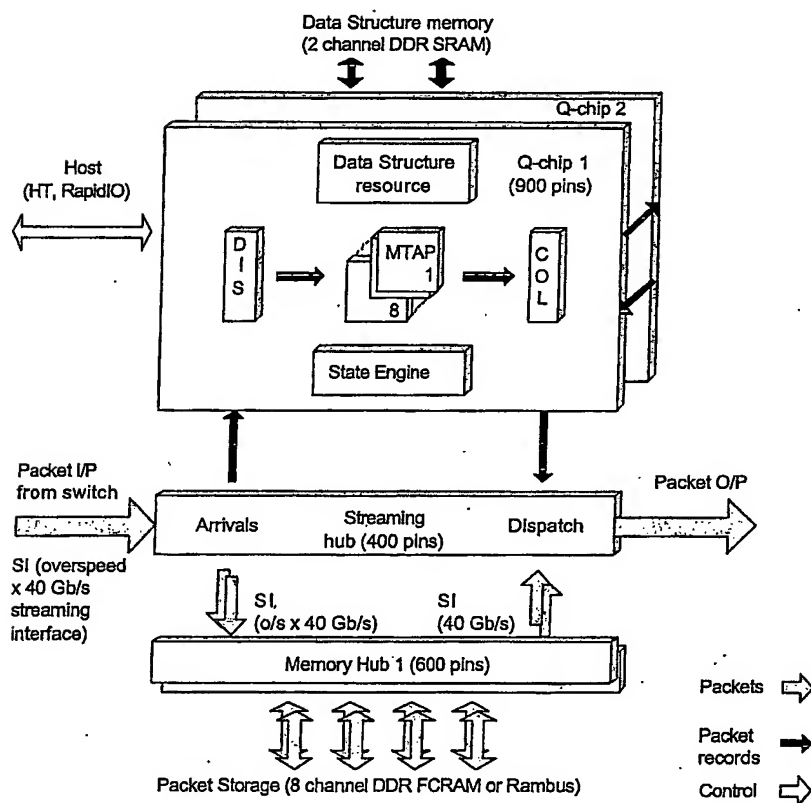 Data Structure memory
(2 channel DDR SRAM)
Q-chip 2
Host
(HT, RapidIO)
Data Structure
resource
Q-chip 1
(900 pins)
DIS
MTAP
1
8
COL
State Engine
Packet I/P
from switch
Packet O/P
Arrivals
Streaming
hub (400 pins)
Dispatch
SI (overspeed
x 40 Gb/s
streaming
interface)
SI,
(o/s x 40 Gb/s)
SI
(40 Gb/s)
Memory Hub 1 (600 pins)
Packets
Packet
records
Control
Packet Storage (8 channel DDR FCRAM or Rambus)